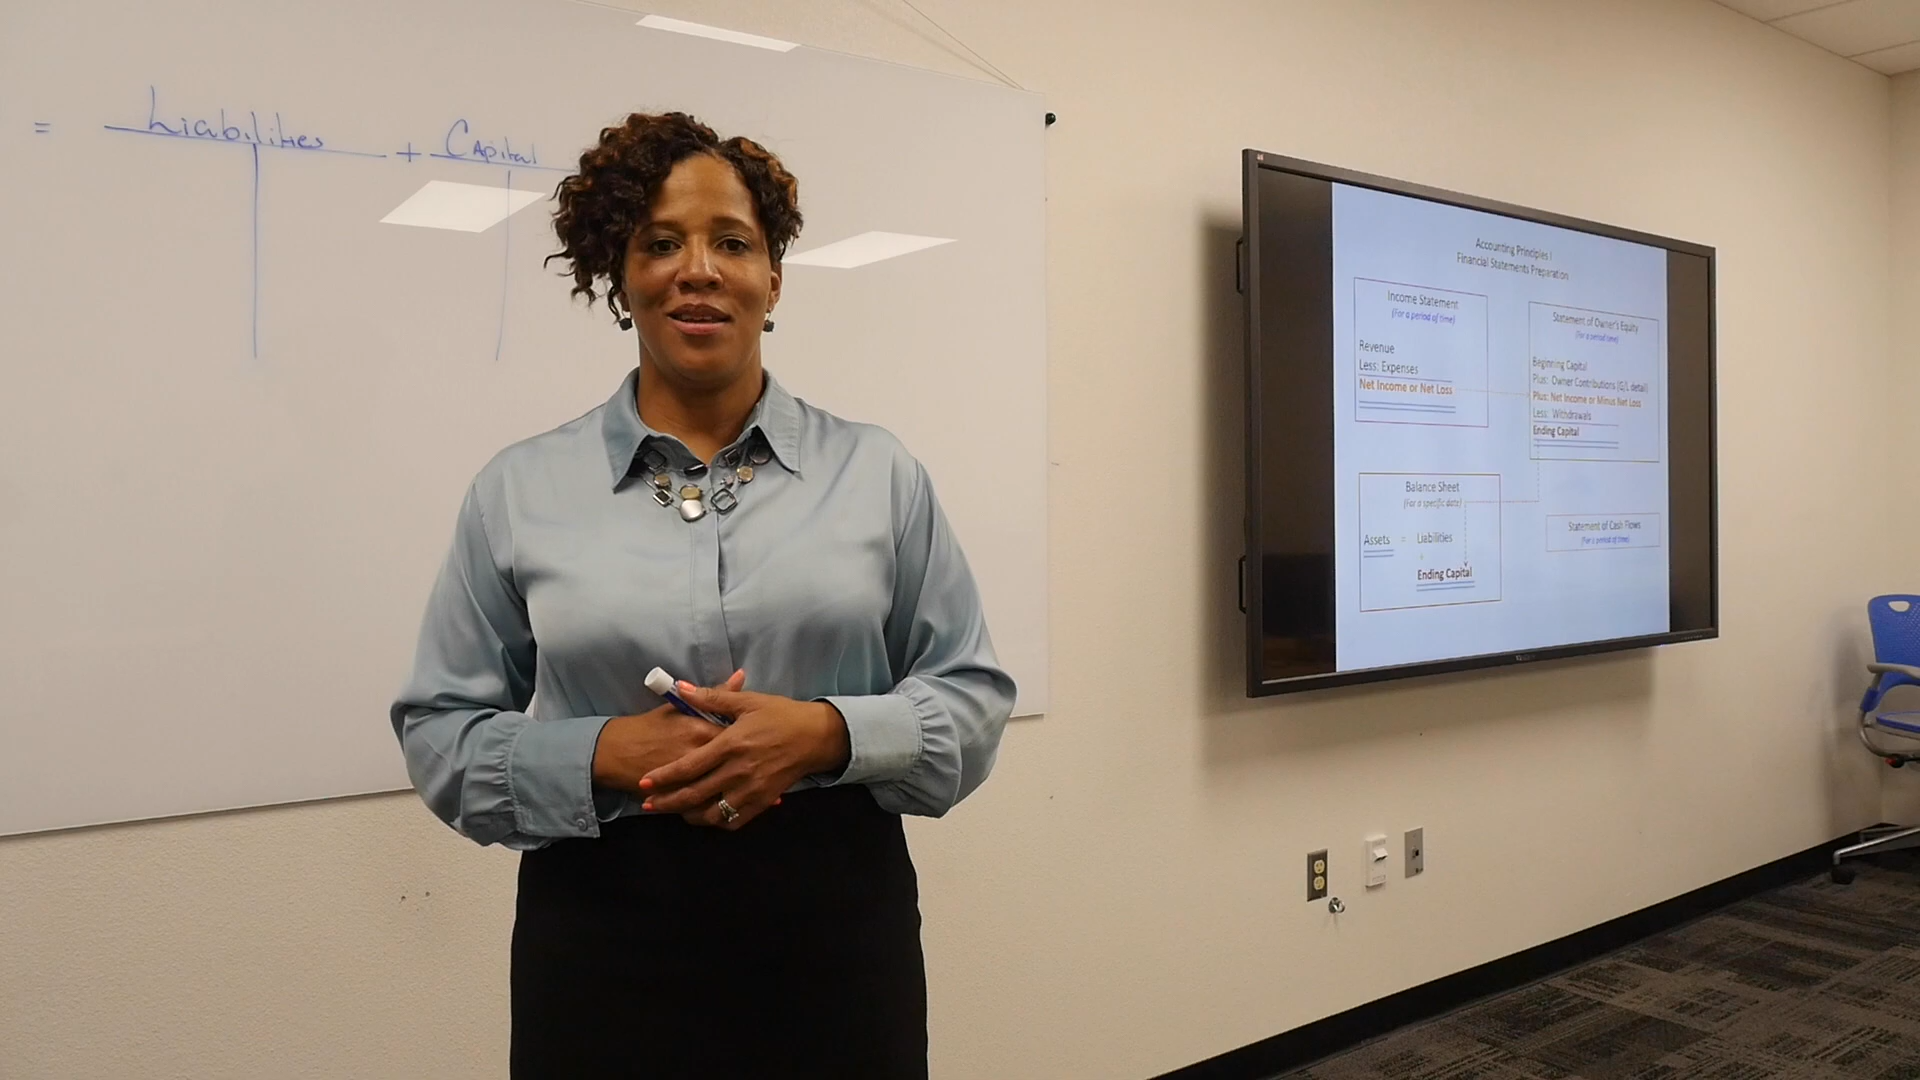 = Liabilities + Capital
Accounting Principles I
Financial Statements Preparation
Income Statement
(For a period of time)
Revenue
Less: Expenses
Net Income or Net Loss
Statement of Owner's Equity
(For a period time)
Beginning Capital
Plus: Owner Contributions (G/L detail)
Plus: Net Income or Minus Net Loss
Less: Withdrawals
Ending Capital
Balance Sheet
(For a specific date)
Assets = Liabilities
+
Ending Capital
Statement of Cash Flows
(For a period of time)